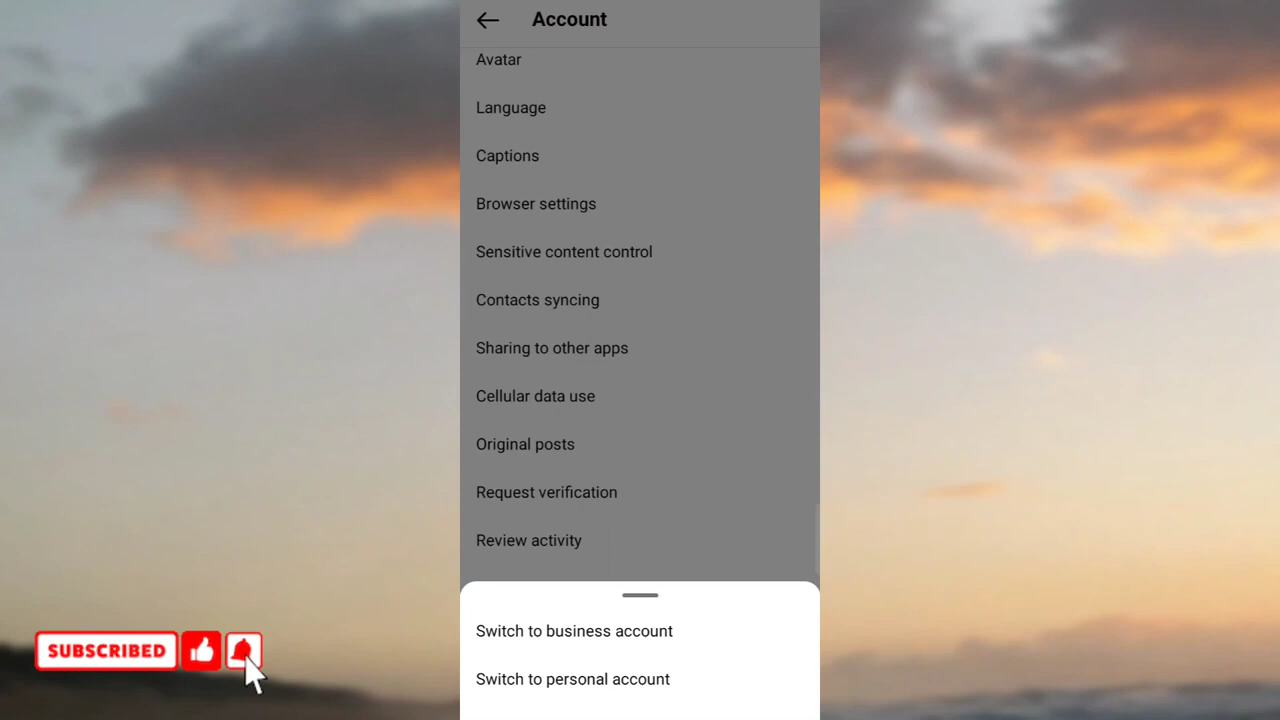 Account
Avatar
Language
Captions
Browser settings
Sensitive content control
Contacts syncing
Sharing to other apps
Cellular data use
Original posts
Request verification
Review activity
Switch to business account
Switch to personal account
SUBSCRIBED